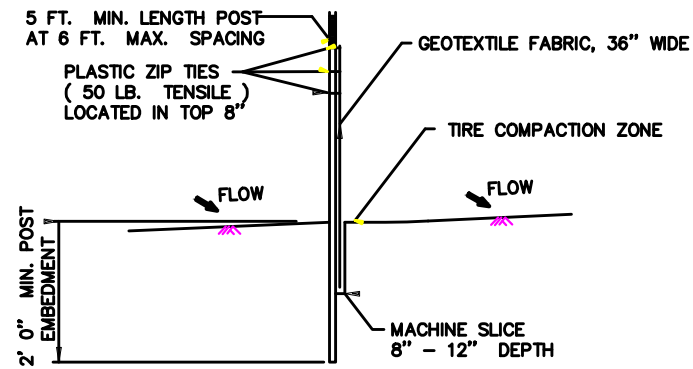 5 FT. MIN. LENGTH POST
AT 6 FT. MAX. SPACING
GEOTEXTILE FABRIC, 36" WIDE
PLASTIC ZIP TIES
( 50 LB. TENSILE )
LOCATED IN TOP 8"
TIRE COMPACTION ZONE
FLOW
FLOW
2' 0" MIN. POST
EMBEDMENT
MACHINE SLICE
8" - 12" DEPTH